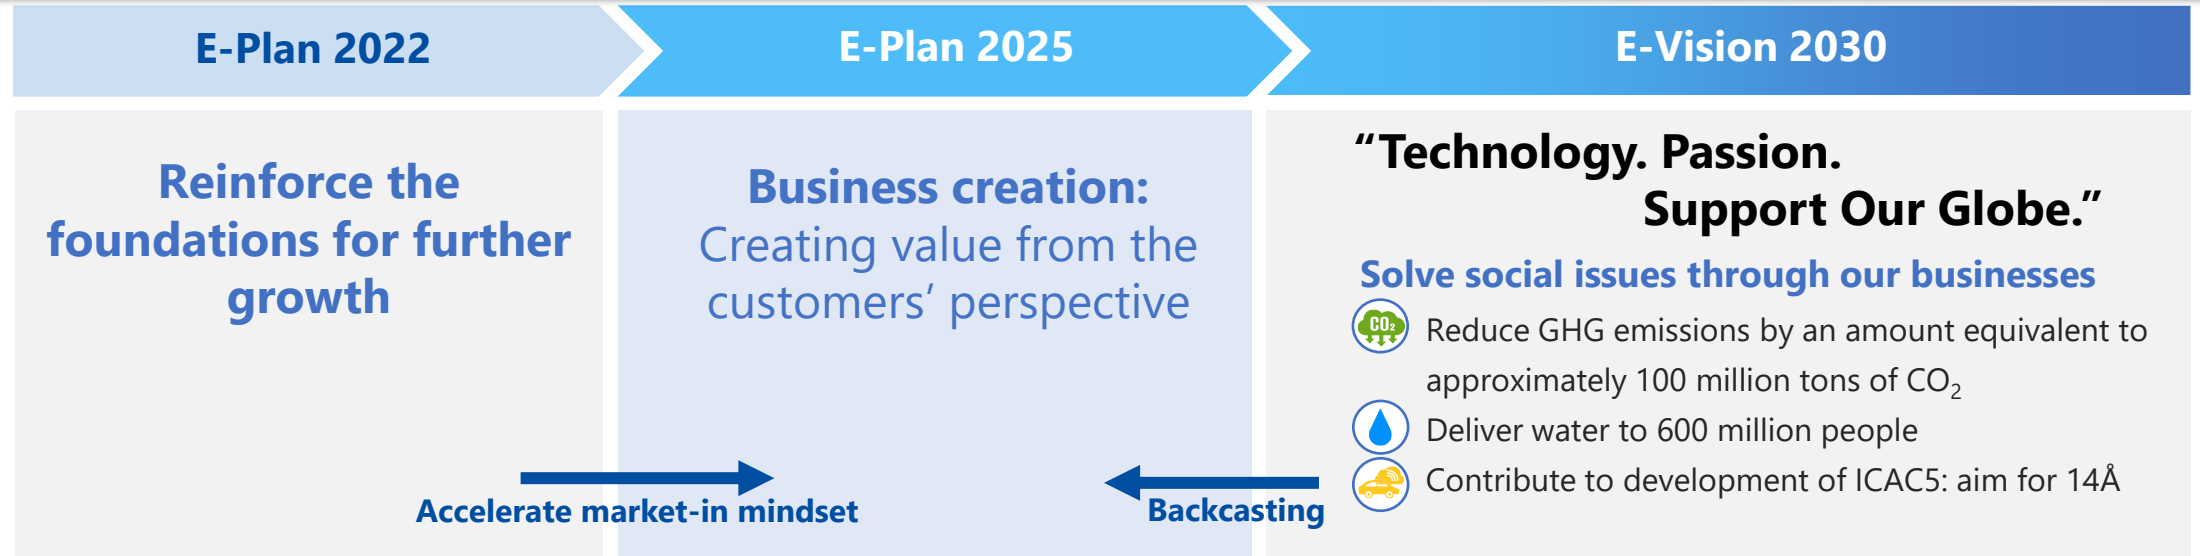 E-Plan 2022
E-Plan 2025
E-Vision 2030
Reinforce the
foundations for further
growth
Business creation:
Creating value from the
customers’ perspective
“Technology. Passion.
Support Our Globe.”
Solve social issues through our businesses
CO₂
Reduce GHG emissions by an amount equivalent to
approximately 100 million tons of CO₂
Deliver water to 600 million people
Contribute to development of ICAC5: aim for 14Å
Accelerate market-in mindset
Backcasting